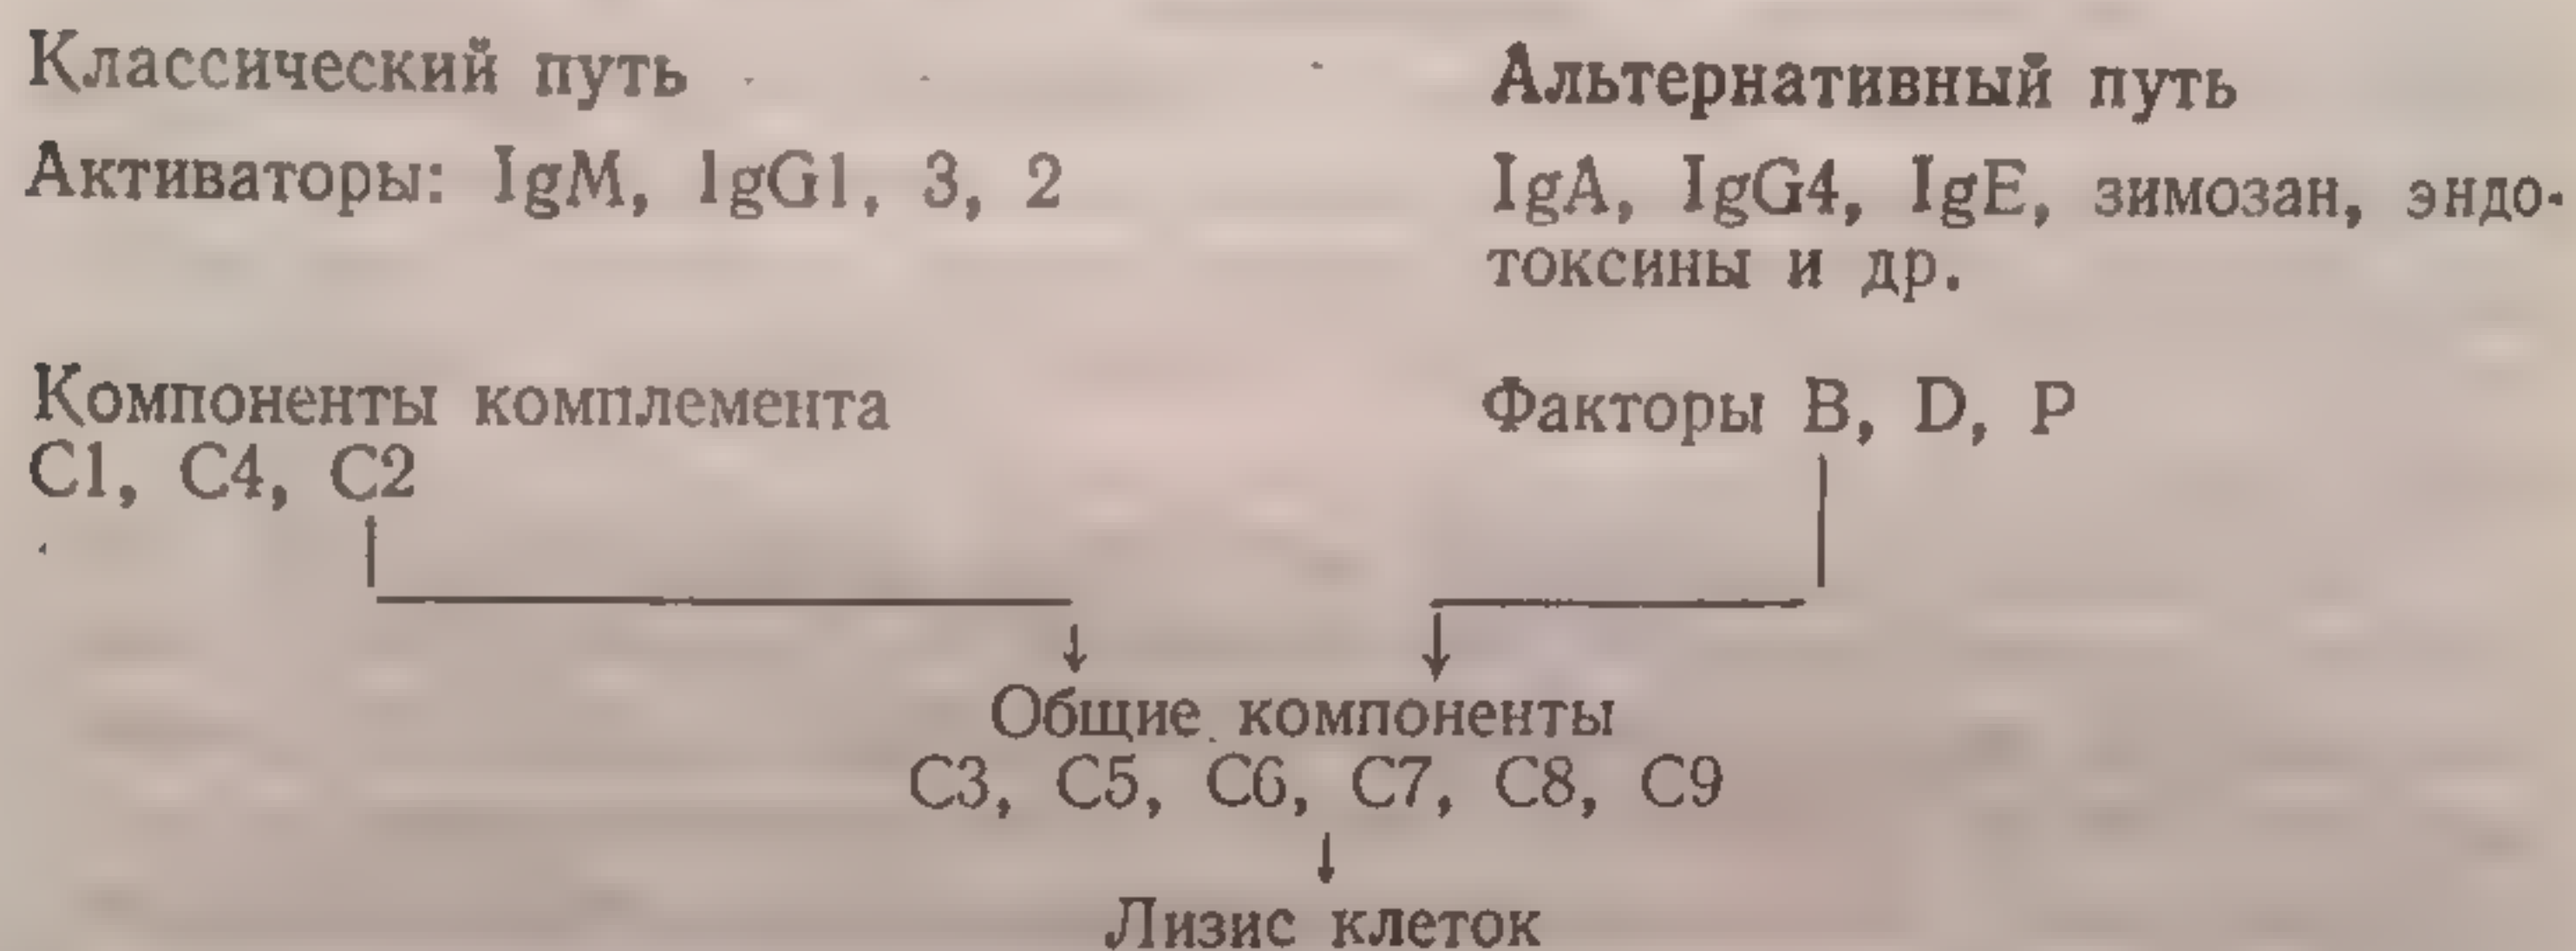 Классический путь
Альтернативный путь
Активаторы: IgM, IgG1, 3, 2
IgA, IgG4, IgE, зимозан, эндо-
токсины и др.
Компоненты комплемента
C1, C4, C2
Факторы B, D, P
Общие компоненты
C3, C5, C6, C7, C8, C9
Лизис клеток